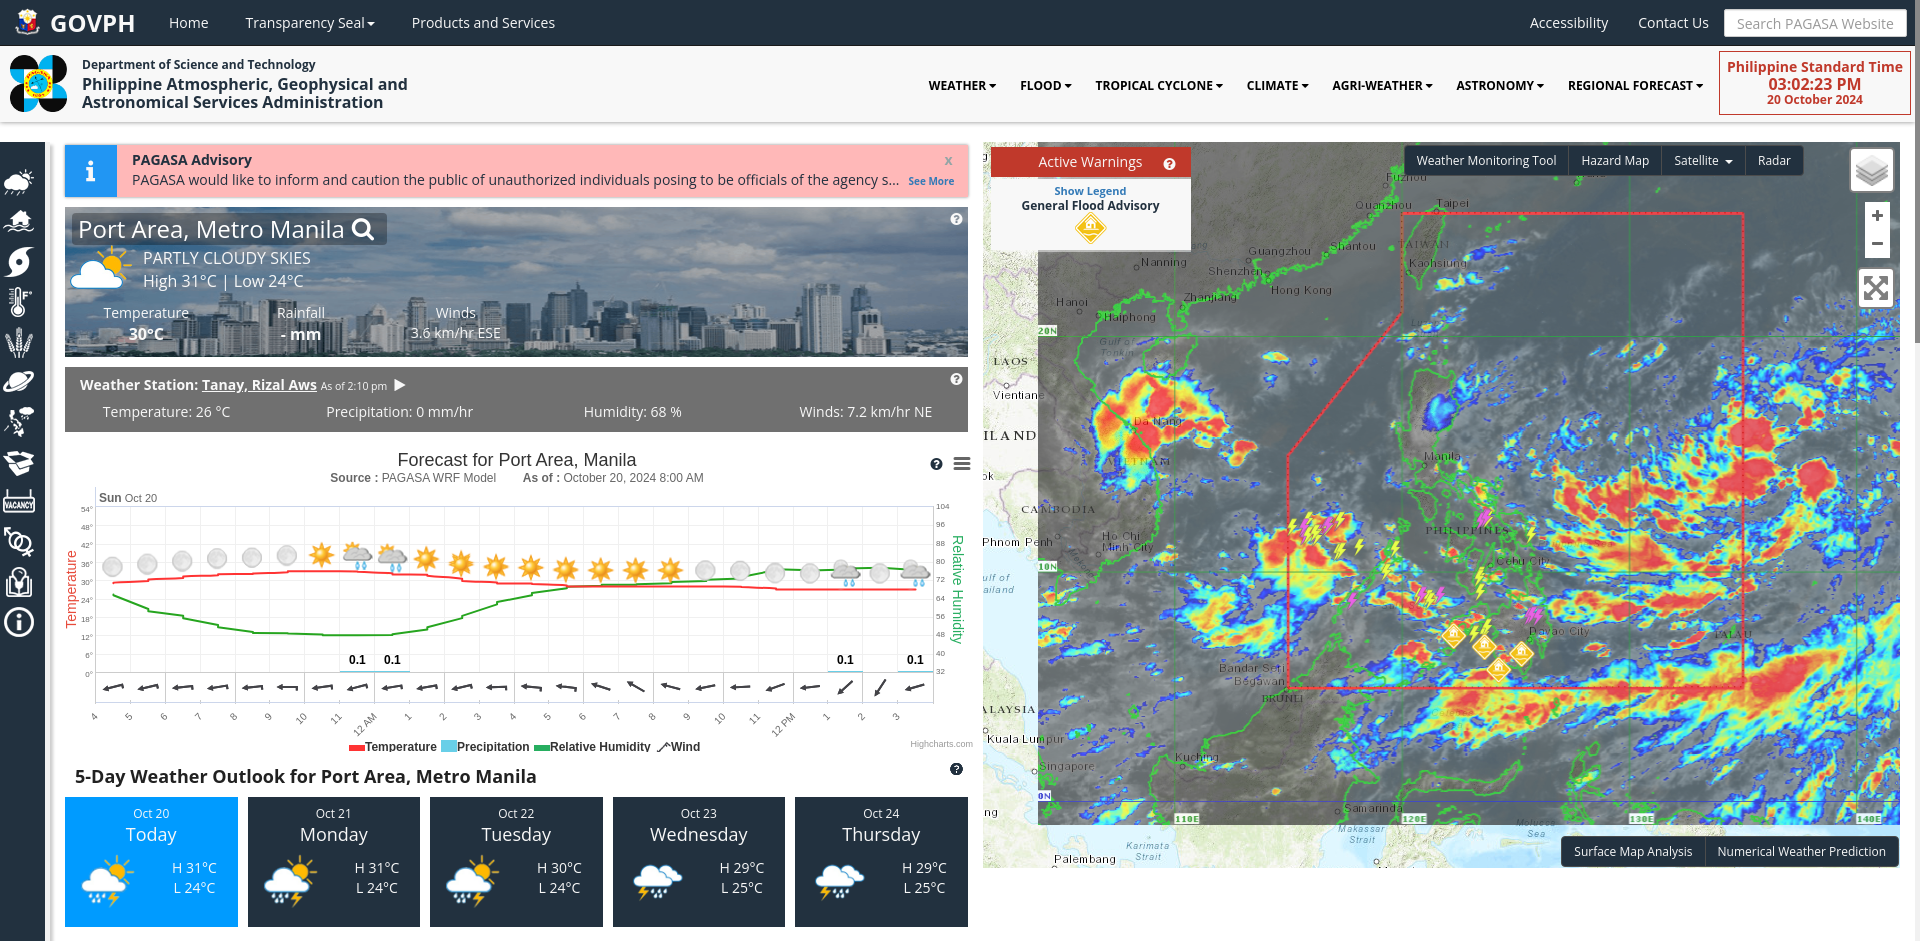 GOVPH
Home
Transparency Seal
Products and Services
Accessibility
Contact Us
Search PAGASA Website
Department of Science and Technology
Philippine Atmospheric, Geophysical and
Astronomical Services Administration
WEATHER
FLOOD
TROPICAL CYCLONE
CLIMATE
AGRI-WEATHER
ASTRONOMY
REGIONAL FORECAST
Philippine Standard Time
03:02:23 PM
20 October 2024
VACANCY
PAGASA Advisory
x
PAGASA would like to inform and caution the public of unauthorized individuals posing to be officials of the agency s...
See More
Port Area, Metro Manila
PARTLY CLOUDY SKIES
High 31°C | Low 24°C
Temperature
Rainfall
Winds
30°C
- mm
3.6 km/hr ESE
Weather Station: Tanay, Rizal Aws As of 2:10 pm
Temperature: 26 °C
Precipitation: 0 mm/hr
Humidity: 68 %
Winds: 7.2 km/hr NE
Forecast for Port Area, Manila
Source : PAGASA WRF Model
As of : October 20, 2024 8:00 AM
Sun Oct 20
54°
48°
42°
36°
30°
24°
18°
12°
6°
0°
Temperature
104
96
88
80
72
64
56
48
40
32
Relative Humidity
0.1
0.1
0.1
0.1
4 5 6 7 8 9 10 11 12 AM 1 2 3 4 5 6 7 8 9 10 11 12 PM 1 2 3
Temperature
Precipitation
Relative Humidity
Wind
Highcharts.com
5-Day Weather Outlook for Port Area, Metro Manila
Oct 20
Today
H 31°C
L 24°C
Oct 21
Monday
H 31°C
L 24°C
Oct 22
Tuesday
H 30°C
L 24°C
Oct 23
Wednesday
H 29°C
L 25°C
Oct 24
Thursday
H 29°C
L 25°C
Active Warnings
Show Legend
General Flood Advisory
Weather Monitoring Tool
Hazard Map
Satellite
Radar
+
−
Fuzhou
Quanzhou
Taipei
TAIWAN
Kaohsiung
Guangzhou
Shantou
Nanning
Shenzhen
Hong Kong
Zhanjiang
Hanoi
Haiphong
20N
Gulf of
Tonkin
LAOS
Vientiane
Da Nang
ILAND
VIETNAM
Manila
ok
CAMBODIA
PHILIPPINES
Ho Chi
Minh City
Phnom Penh
Cebu City
10N
ulf of
ailand
Davao City
PALAU
Bandar Seri
Begawan
BRUNEI
ALAYSIA
Kuala Lumpur
Kuching
Singapore
0N
Samarinda
ng
110E
120E
130E
140E
Makassar
Strait
Molucca
Sea
Karimata
Strait
Palembang
Surface Map Analysis
Numerical Weather Prediction